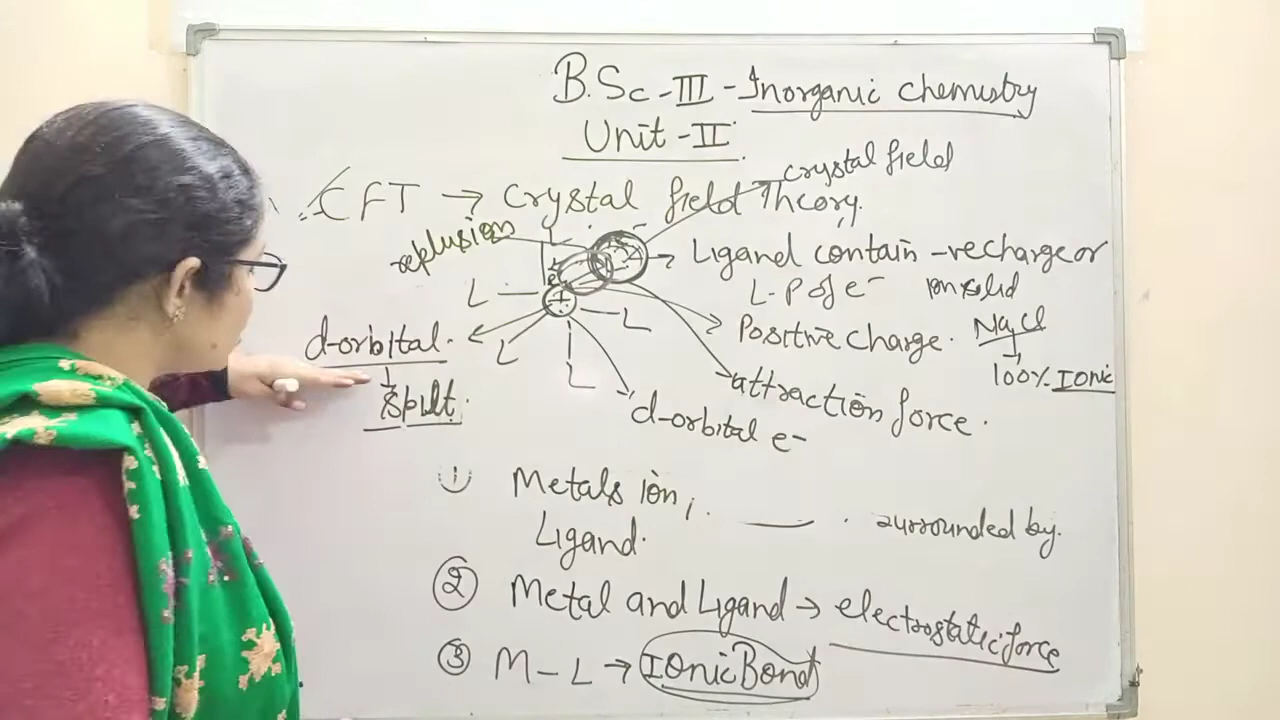 B.Sc-III-Inorganic chemistry
Unit-II
crystal field
CFT → Crystal field Theory.
replusion
Ligand contain -ve charge or
L.P of e-
L
L
L
L
L
+
Positive charge.
NaCl
100% Ionic
d-orbital.
split.
attraction force.
d-orbital e-
① Metals ion,
Ligand.
surrounded by.
② Metal and Ligand → electrostatic force
③ M-L → Ionic Bond